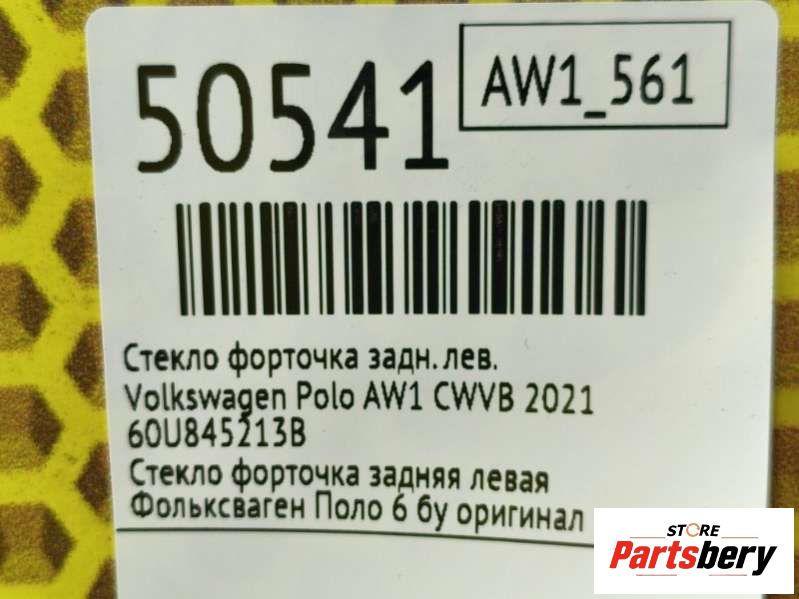 50541
AW1_561
Стекло форточка задн. лев.
Volkswagen Polo AW1 CWVB 2021
60U845213B
Стекло форточка задняя левая
Фольксваген Поло 6 бу оригинал
STORE
Partsbery